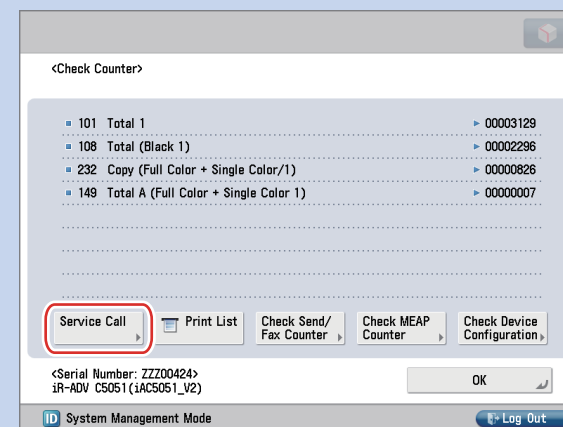 <Check Counter>
101 Total 1 00003129
108 Total (Black 1) 00002296
232 Copy (Full Color + Single Color/1) 00000826
149 Total A (Full Color + Single Color 1) 00000007
Service Call
Print List
Check Send/
Fax Counter
Check MEAP
Counter
Check Device
Configuration
<Serial Number: ZZZ00424>
iR-ADV C5051(iAC5051_V2)
OK
ID System Management Mode
Log Out